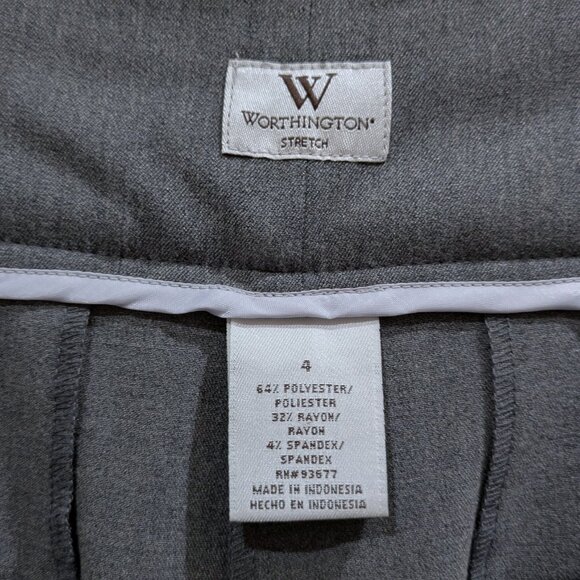 W
WORTHINGTON®
STRETCH
4
64% POLYESTER/
POLIESTER
32% RAYON/
RAYON
4% SPANDEX/
SPANDEX
RN#93677
MADE IN INDONESIA
HECHO EN INDONESIA